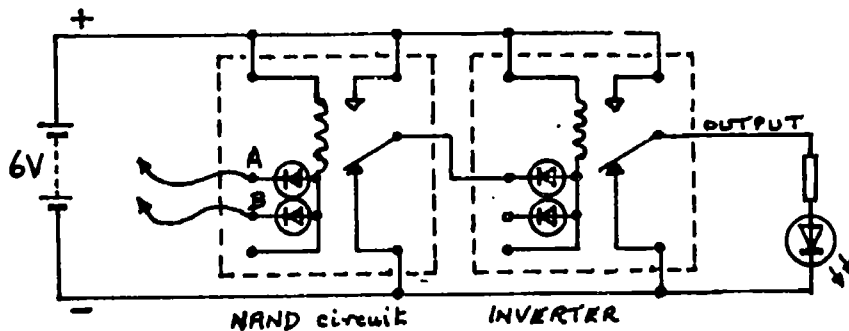 +
6V
A
B
OUTPUT
−
NAND circuit
INVERTER